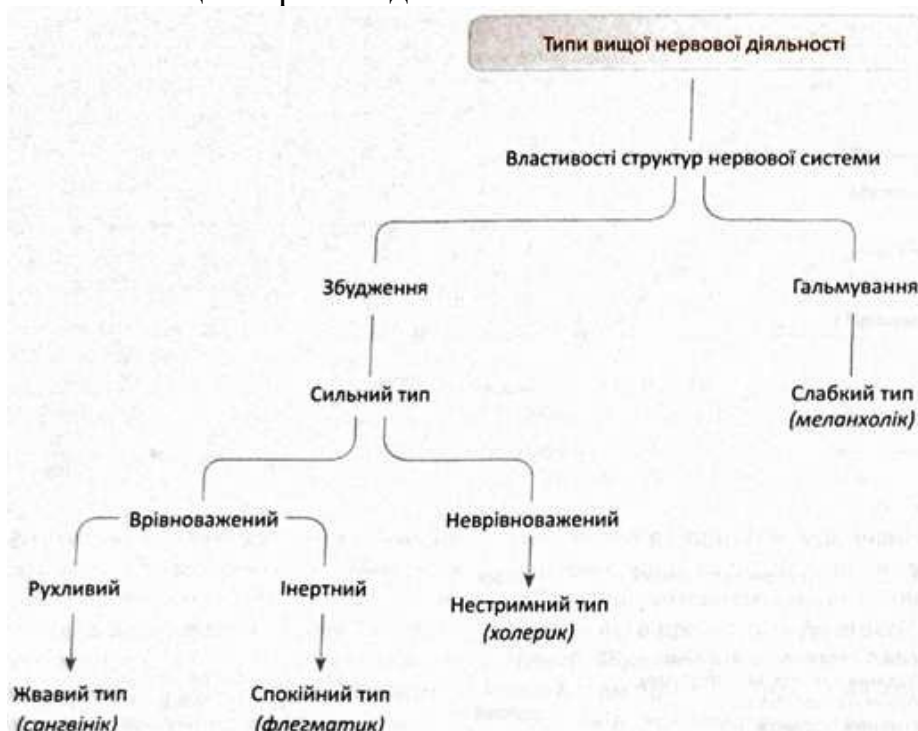 Типи вищої нервової діяльності
Властивості структур нервової системи
Збудження
Гальмування
Сильний тип
Слабкий тип
(меланхолік)
Врівноважений
Неврівноважений
Рухливий
Інертний
Нестримний тип
(холерик)
Жвавий тип
(сангвінік)
Спокійний тип
(флегматик)